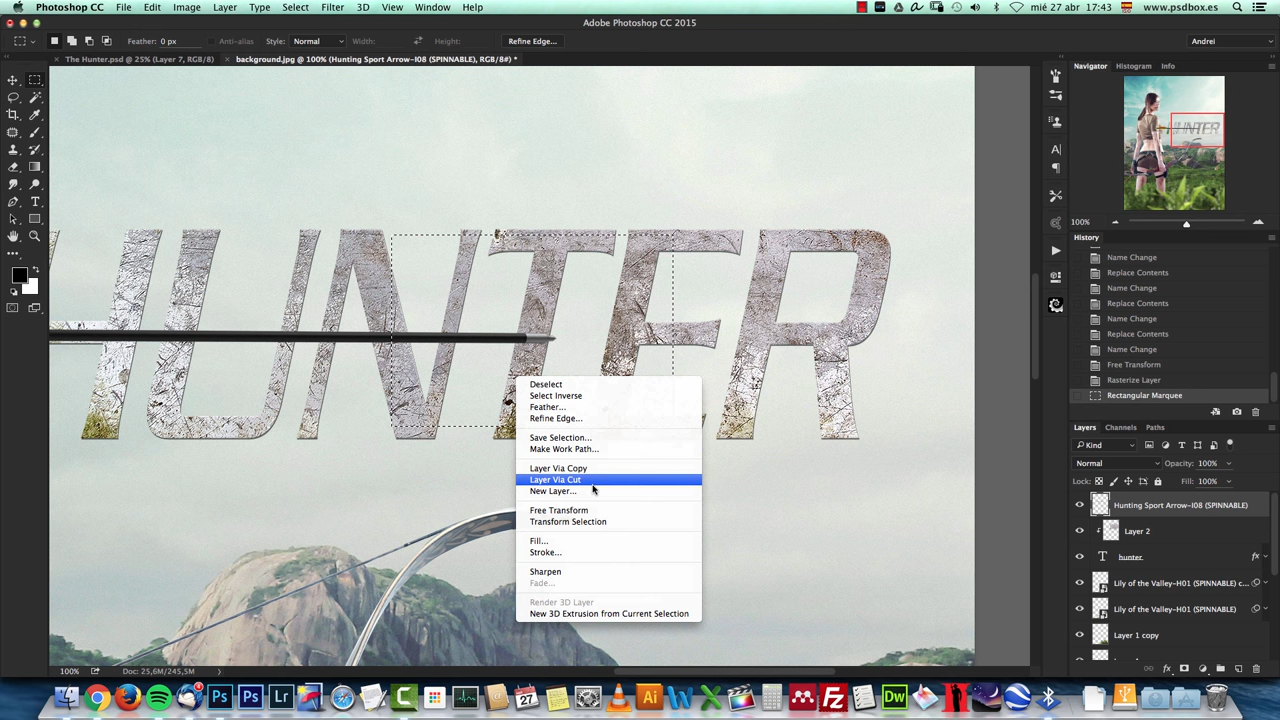 Photoshop CC File Edit Image Layer Type Select Filter 3D View Window Help mié 27 abr 17:43 www.psdbox.es
Adobe Photoshop CC 2015
Feather: 0 px Anti-alias Style: Normal Width: Height: Refine Edge... Andrei
× The Hunter.psd @ 25% (Layer 7, RGB/8) × background.jpg @ 100% (Hunting Sport Arrow-I08 (SPINNABLE), RGB/8#) *
Navigator Histogram Info
HUNTER
100%
History
Name Change
Replace Contents
Name Change
Replace Contents
Name Change
Replace Contents
Name Change
Free Transform
Rasterize Layer
Rectangular Marquee
HUNTER
Deselect
Select Inverse
Feather...
Refine Edge...
Save Selection...
Make Work Path...
Layer Via Copy
Layer Via Cut
New Layer...
Free Transform
Transform Selection
Fill...
Stroke...
Sharpen
Fade...
Render 3D Layer
New 3D Extrusion from Current Selection
Layers Channels Paths
Kind
Normal Opacity: 100%
Lock: Fill: 100%
Hunting Sport Arrow-I08 (SPINNABLE)
Layer 2
T hunter. fx
Lily of the Valley-H01 (SPINNABLE) c...
Lily of the Valley-H01 (SPINNABLE)
Layer 1 copy
100% Doc: 25,6M/245,5M